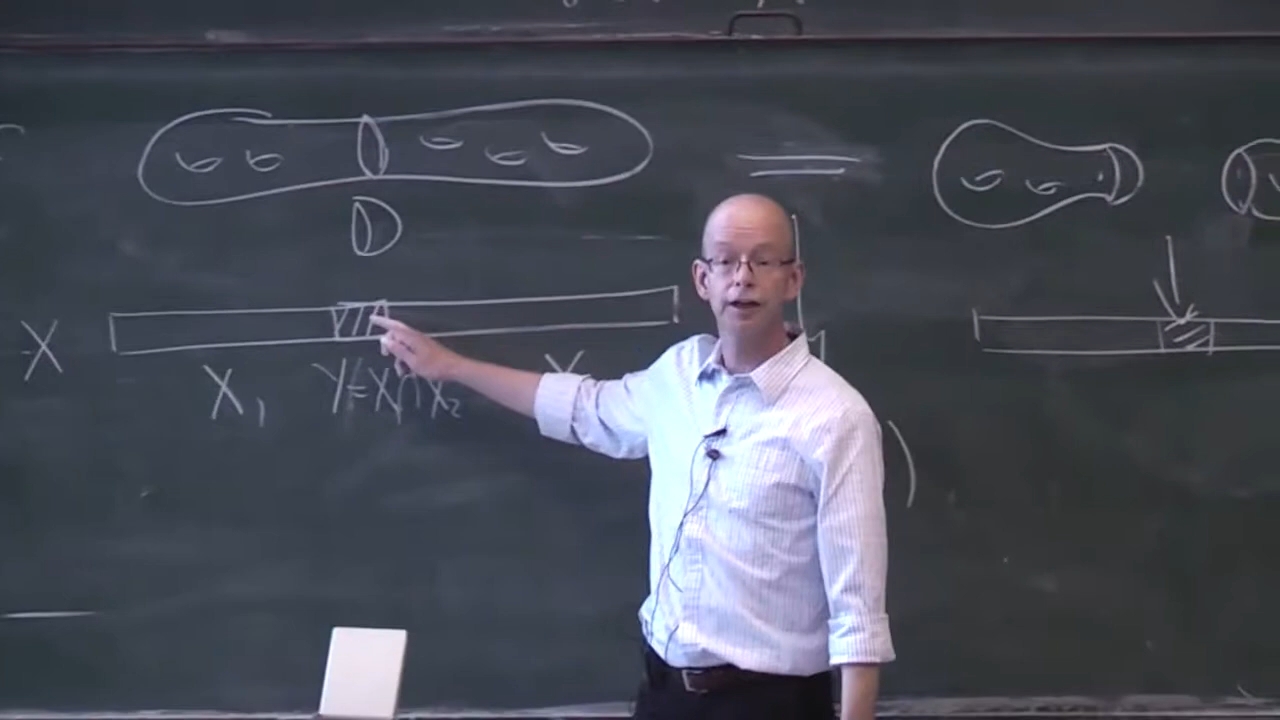 D
X
X₁ Y = X₁ ∩ X₂ X
)